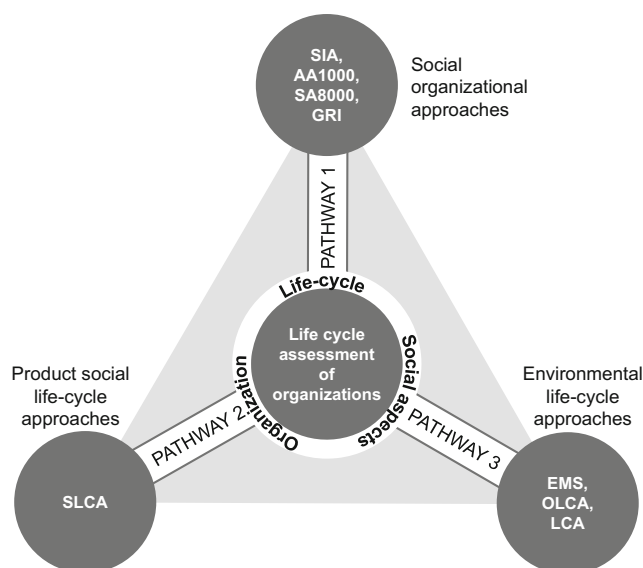 SIA,
AA1000,
SA8000,
GRI
Social
organizational
approaches
PATHWAY 1
Life-cycle
Life cycle
assessment
of
organizations
Organization
Social aspects
Product social
life-cycle
approaches
PATHWAY 2
SLCA
Environmental
life-cycle
approaches
PATHWAY 3
EMS,
OLCA,
LCA